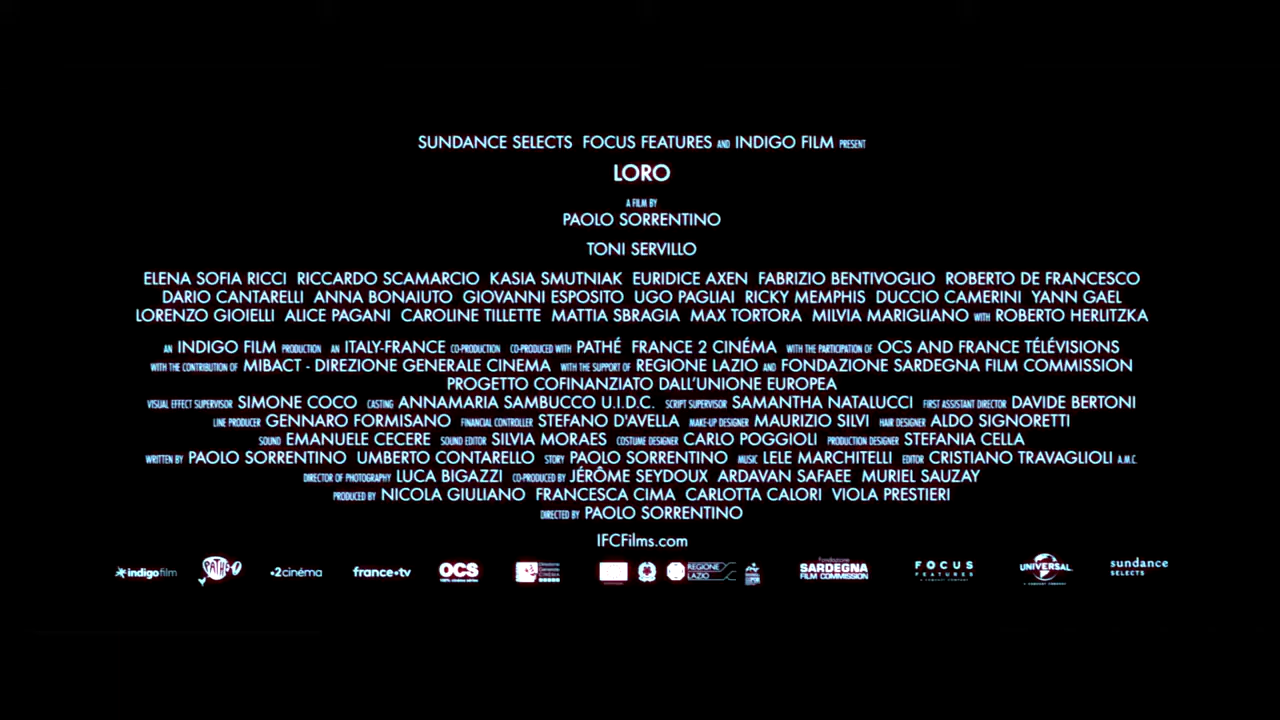 SUNDANCE SELECTS FOCUS FEATURES AND INDIGO FILM PRESENT
LORO
A FILM BY
PAOLO SORRENTINO
TONI SERVILLO
ELENA SOFIA RICCI RICCARDO SCAMARCIO KASIA SMUTNIAK EURIDICE AXEN FABRIZIO BENTIVOGLIO ROBERTO DE FRANCESCO
DARIO CANTARELLI ANNA BONAIUTO GIOVANNI ESPOSITO UGO PAGLIAI RICKY MEMPHIS DUCCIO CAMERINI YANN GAEL
LORENZO GIOIELLI ALICE PAGANI CAROLINE TILLETTE MATTIA SBRAGIA MAX TORTORA MILVIA MARIGLIANO WITH ROBERTO HERLITZKA
AN INDIGO FILM PRODUCTION AN ITALY-FRANCE CO-PRODUCTION CO-PRODUCED WITH PATHÉ FRANCE 2 CINÉMA WITH THE PARTICIPATION OF OCS AND FRANCE TÉLÉVISIONS
WITH THE CONTRIBUTION OF MIBACT - DIREZIONE GENERALE CINEMA WITH THE SUPPORT OF REGIONE LAZIO AND FONDAZIONE SARDEGNA FILM COMMISSION
PROGETTO COFINANZIATO DALL'UNIONE EUROPEA
VISUAL EFFECT SUPERVISOR SIMONE COCO CASTING ANNAMARIA SAMBUCCO U.I.D.C. SCRIPT SUPERVISOR SAMANTHA NATALUCCI FIRST ASSISTANT DIRECTOR DAVIDE BERTONI
LINE PRODUCER GENNARO FORMISANO FINANCIAL CONTROLLER STEFANO D'AVELLA MAKE-UP DESIGNER MAURIZIO SILVI HAIR DESIGNER ALDO SIGNORETTI
SOUND EMANUELE CECERE SOUND EDITOR SILVIA MORAES COSTUME DESIGNER CARLO POGGIOLI PRODUCTION DESIGNER STEFANIA CELLA
WRITTEN BY PAOLO SORRENTINO UMBERTO CONTARELLO STORY PAOLO SORRENTINO MUSIC LELE MARCHITELLI EDITOR CRISTIANO TRAVAGLIOLI A.M.C.
DIRECTOR OF PHOTOGRAPHY LUCA BIGAZZI CO-PRODUCED BY JÉRÔME SEYDOUX ARDAVAN SAFAEE MURIEL SAUZAY
PRODUCED BY NICOLA GIULIANO FRANCESCA CIMA CARLOTTA CALORI VIOLA PRESTIERI
DIRECTED BY PAOLO SORRENTINO
IFCFilms.com
indigofilm PATHÉ •2cinéma france•tv OCS REGIONE LAZIO Fondazione SARDEGNA FILM COMMISSION FOCUS FEATURES UNIVERSAL sundance SELECTS